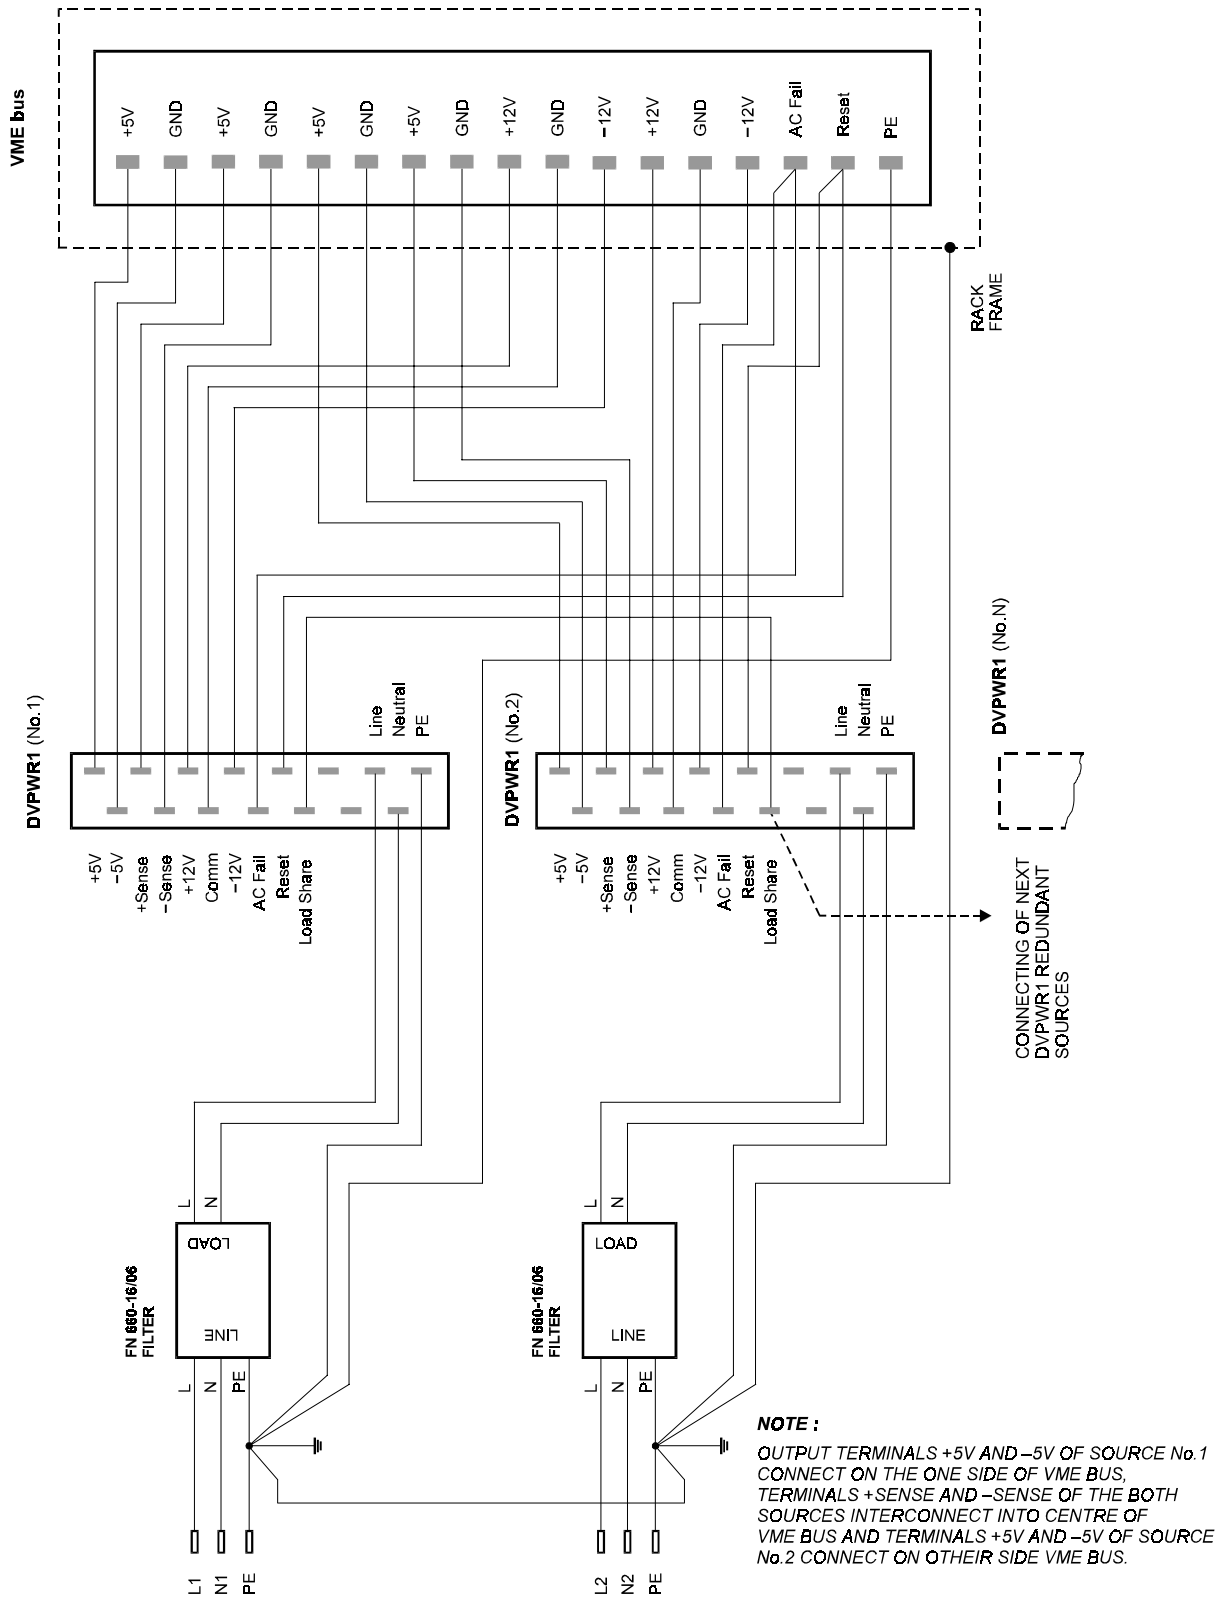 VME bus
+5V
GND
+5V
GND
+5V
GND
+5V
GND
+12V
GND
−12V
+12V
GND
−12V
AC Fail
Reset
PE
RACK
FRAME
DVPWR1 (No.1)
Line
Neutral
PE
+5V
−5V
+Sense
−Sense
+12V
Comm
−12V
AC Fail
Reset
Load Share
DVPWR1 (No.2)
Line
Neutral
PE
+5V
−5V
+Sense
−Sense
+12V
Comm
−12V
AC Fail
Reset
Load Share
DVPWR1 (No.N)
CONNECTING OF NEXT
DVPWR1 REDUNDANT
SOURCES
FN 660-16/06
FILTER
L
N
LOAD
LINE
L
N
PE
L1
N1
PE
FN 660-16/06
FILTER
L
N
LOAD
LINE
L
N
PE
L2
N2
PE
NOTE :
OUTPUT TERMINALS +5V AND –5V OF SOURCE No.1
CONNECT ON THE ONE SIDE OF VME BUS,
TERMINALS +SENSE AND –SENSE OF THE BOTH
SOURCES INTERCONNECT INTO CENTRE OF
VME BUS AND TERMINALS +5V AND –5V OF SOURCE
No.2 CONNECT ON OTHEIR SIDE VME BUS.